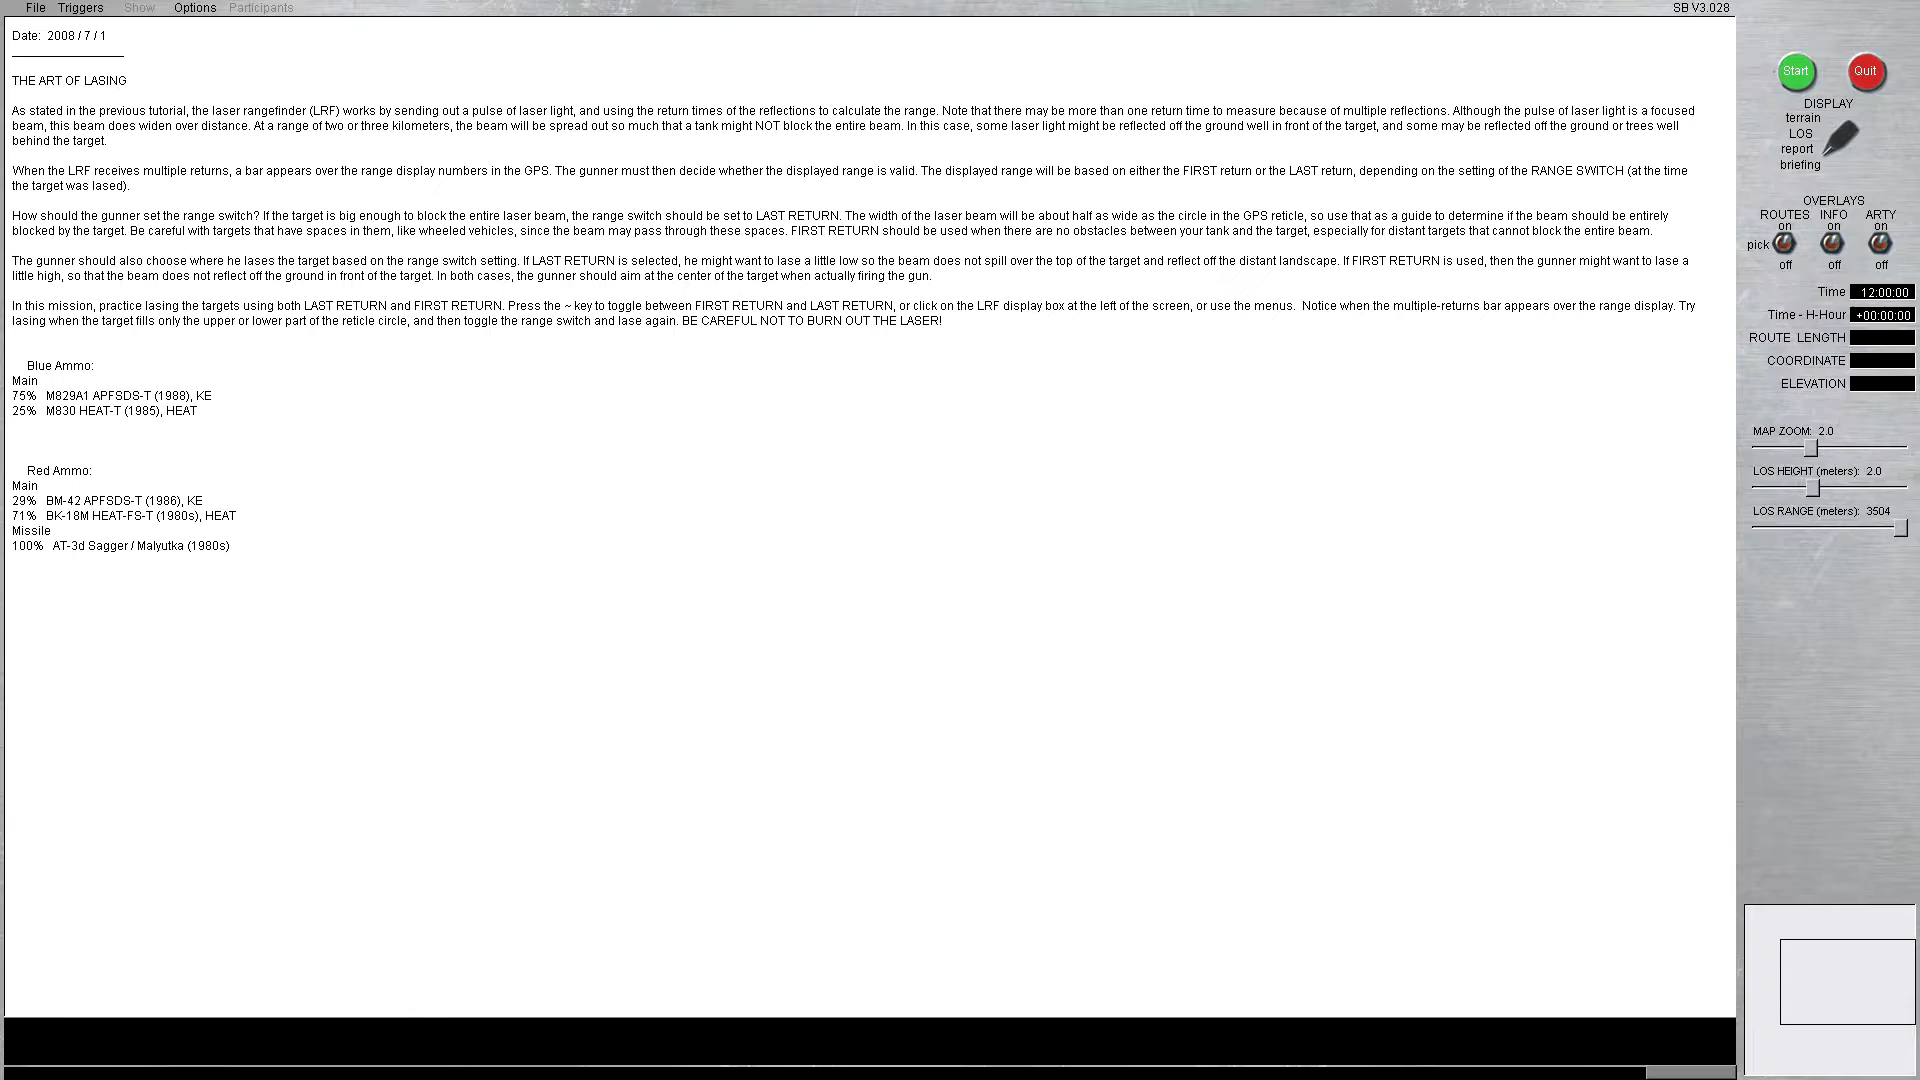 File Triggers Show Options Participants SB V3.028
Date: 2008 / 7 / 1
THE ART OF LASING
As stated in the previous tutorial, the laser rangefinder (LRF) works by sending out a pulse of laser light, and using the return times of the reflections to calculate the range. Note that there may be more than one return time to measure because of multiple reflections. Although the pulse of laser light is a focused
beam, this beam does widen over distance. At a range of two or three kilometers, the beam will be spread out so much that a tank might NOT block the entire beam. In this case, some laser light might be reflected off the ground well in front of the target, and some may be reflected off the ground or trees well
behind the target.
When the LRF receives multiple returns, a bar appears over the range display numbers in the GPS. The gunner must then decide whether the displayed range is valid. The displayed range will be based on either the FIRST return or the LAST return, depending on the setting of the RANGE SWITCH (at the time
the target was lased).
How should the gunner set the range switch? If the target is big enough to block the entire laser beam, the range switch should be set to LAST RETURN. The width of the laser beam will be about half as wide as the circle in the GPS reticle, so use that as a guide to determine if the beam should be entirely
blocked by the target. Be careful with targets that have spaces in them, like wheeled vehicles, since the beam may pass through these spaces. FIRST RETURN should be used when there are no obstacles between your tank and the target, especially for distant targets that cannot block the entire beam.
The gunner should also choose where he lases the target based on the range switch setting. If LAST RETURN is selected, he might want to lase a little low so the beam does not spill over the top of the target and reflect off the distant landscape. If FIRST RETURN is used, then the gunner might want to lase a
little high, so that the beam does not reflect off the ground in front of the target. In both cases, the gunner should aim at the center of the target when actually firing the gun.
In this mission, practice lasing the targets using both LAST RETURN and FIRST RETURN. Press the ~ key to toggle between FIRST RETURN and LAST RETURN, or click on the LRF display box at the left of the screen, or use the menus. Notice when the multiple-returns bar appears over the range display. Try
lasing when the target fills only the upper or lower part of the reticle circle, and then toggle the range switch and lase again. BE CAREFUL NOT TO BURN OUT THE LASER!
Blue Ammo:
Main
75% M829A1 APFSDS-T (1988), KE
25% M830 HEAT-T (1985), HEAT
Red Ammo:
Main
29% BM-42 APFSDS-T (1986), KE
71% BK-18M HEAT-FS-T (1980s), HEAT
Missile
100% AT-3d Sagger / Malyutka (1980s)
Start Quit
DISPLAY
terrain
LOS
report
briefing
OVERLAYS
ROUTES INFO ARTY
on on on
pick
off off off
Time 12:00:00
Time - H-Hour +00:00:00
ROUTE LENGTH
COORDINATE
ELEVATION
MAP ZOOM: 2.0
LOS HEIGHT (meters): 2.0
LOS RANGE (meters): 3504